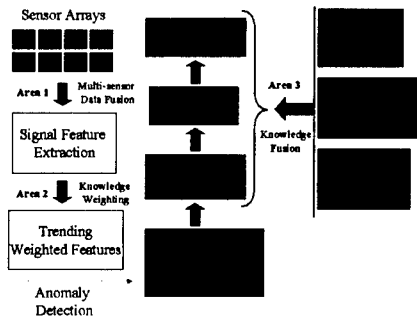 Sensor Arrays
Area 1
Multi-sensor
Data Fusion
Signal Feature
Extraction
Area 2
Knowledge
Weighting
Trending
Weighted Features
Anomaly
Detection
Area 3
Knowledge
Fusion